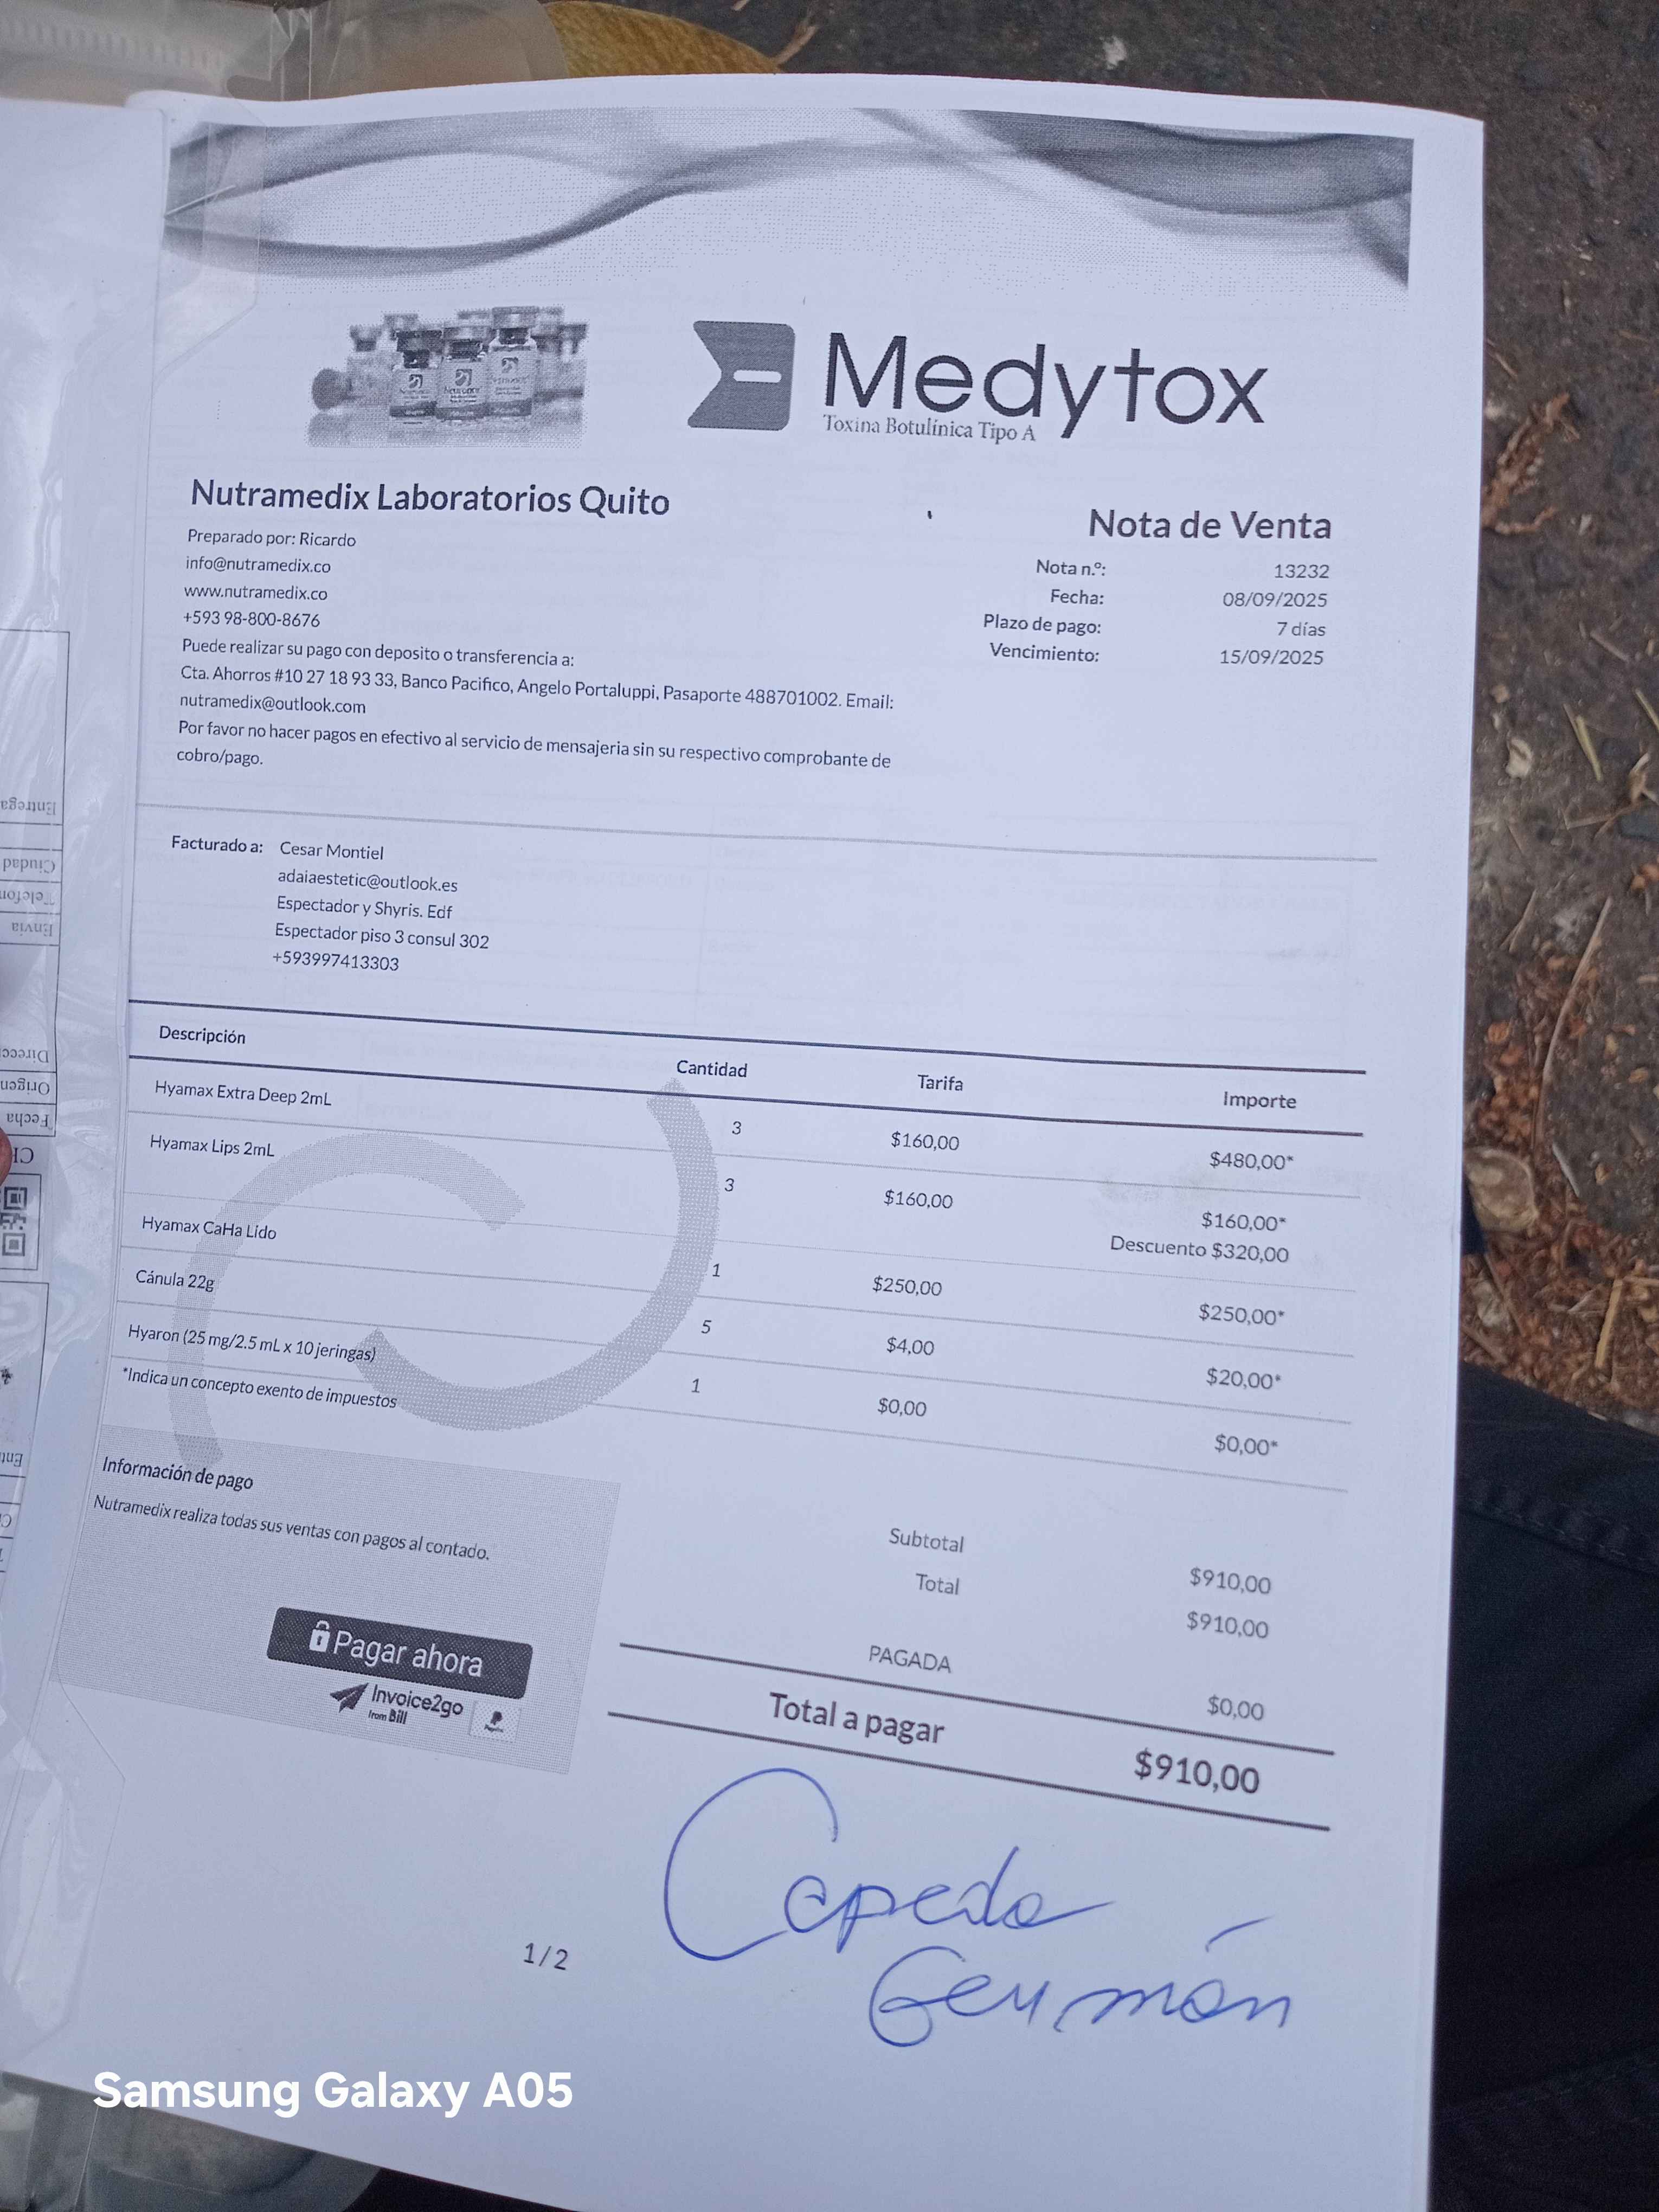 Medytox
Toxina Botulínica Tipo A
Nutramedix Laboratorios Quito
Preparado por: Ricardo
info@nutramedix.co
www.nutramedix.co
+593 98-800-8676
Puede realizar su pago con deposito o transferencia a:
Cta. Ahorros #10 27 18 93 33, Banco Pacifico, Angelo Portaluppi, Pasaporte 488701002. Email:
nutramedix@outlook.com
Por favor no hacer pagos en efectivo al servicio de mensajeria sin su respectivo comprobante de
cobro/pago.
Nota de Venta
Nota n.º: 13232
Fecha: 08/09/2025
Plazo de pago: 7 días
Vencimiento: 15/09/2025
Facturado a: Cesar Montiel
adaiaestetic@outlook.es
Espectador y Shyris. Edf
Espectador piso 3 consul 302
+593997413303
Descripción Cantidad Tarifa Importe
Hyamax Extra Deep 2mL 3 $160,00 $480,00*
Hyamax Lips 2mL 3 $160,00 $160,00*
Descuento $320,00
Hyamax CaHa Lido 1 $250,00 $250,00*
Cánula 22g 5 $4,00 $20,00*
Hyaron (25 mg/2.5 mL x 10 jeringas) 1 $0,00 $0,00*
*Indica un concepto exento de impuestos
Información de pago
Nutramedix realiza todas sus ventas con pagos al contado.
Pagar ahora
Invoice2go
from Bill
Subtotal $910,00
Total $910,00
PAGADA $0,00
Total a pagar $910,00
1/2
Entrega
Ciudad
Envia
Origen
Fecha
Samsung Galaxy A05